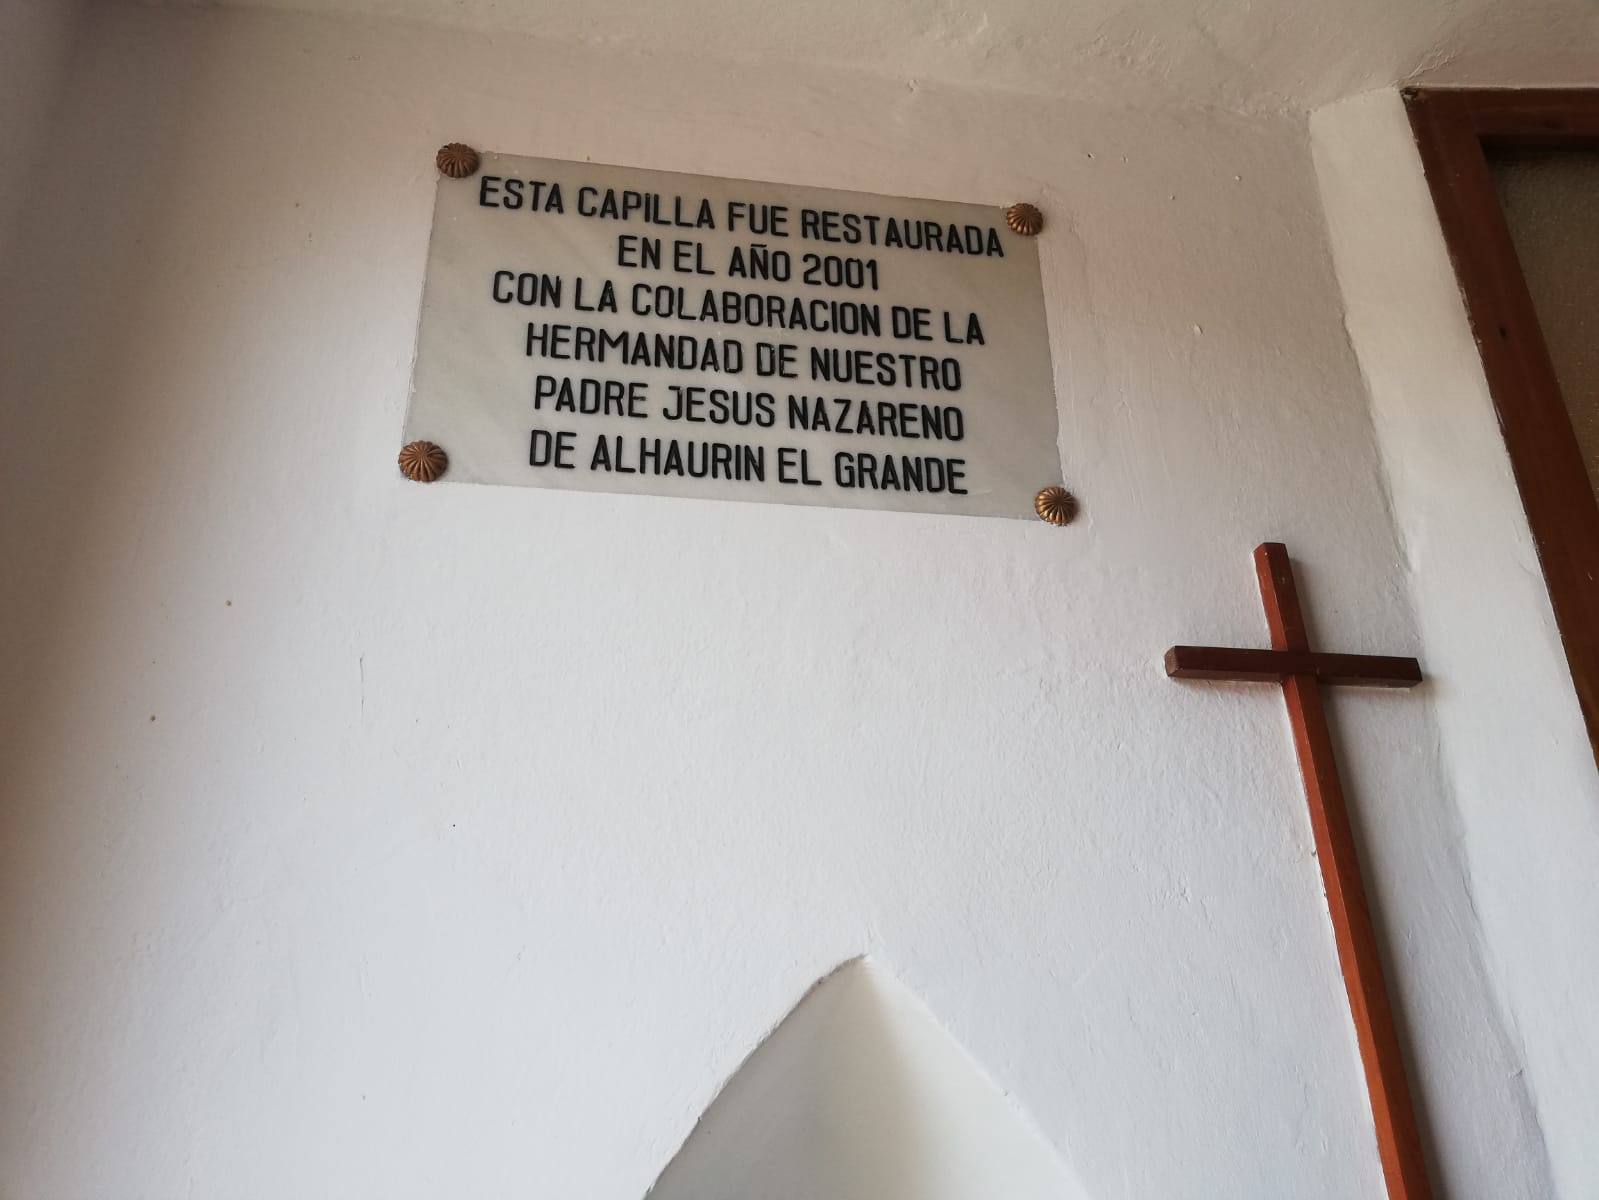 ESTA CAPILLA FUE RESTAURADA
EN EL AÑO 2001
CON LA COLABORACION DE LA
HERMANDAD DE NUESTRO
PADRE JESUS NAZARENO
DE ALHAURIN EL GRANDE